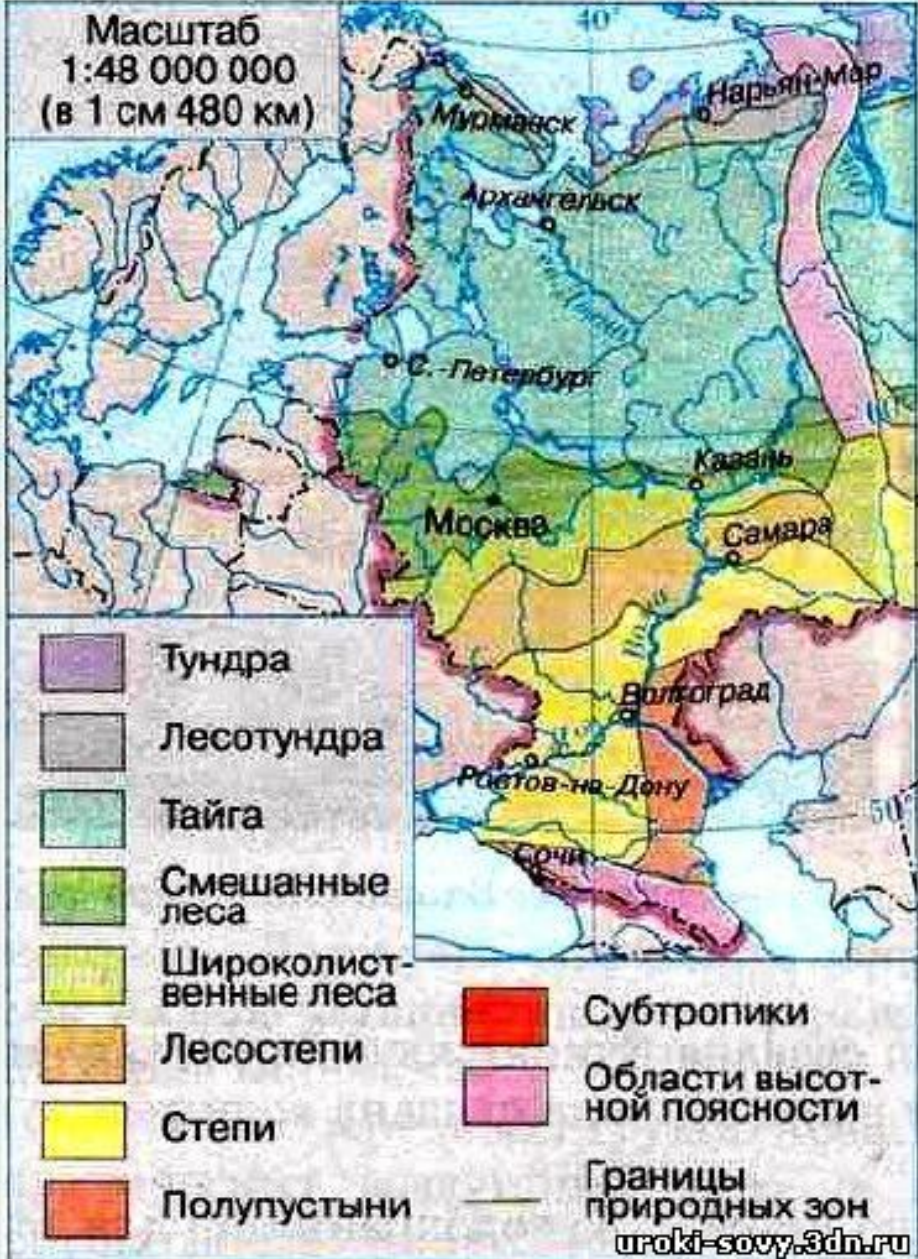 Масштаб
1:48 000 000
(в 1 см 480 км)
40°
Нарьян-Мар
Мурманск
Архангельск
С.-Петербург
Казань
Москва
Самара
Волгоград
Ростов-на-Дону
50°
Сочи
Тундра
Лесотундра
Тайга
Смешанные
леса
Широколист-
венные леса
Лесостепи
Степи
Полупустыни
Субтропики
Области высот-
ной поясности
Границы
природных зон
uroki-sovy.3dn.ru